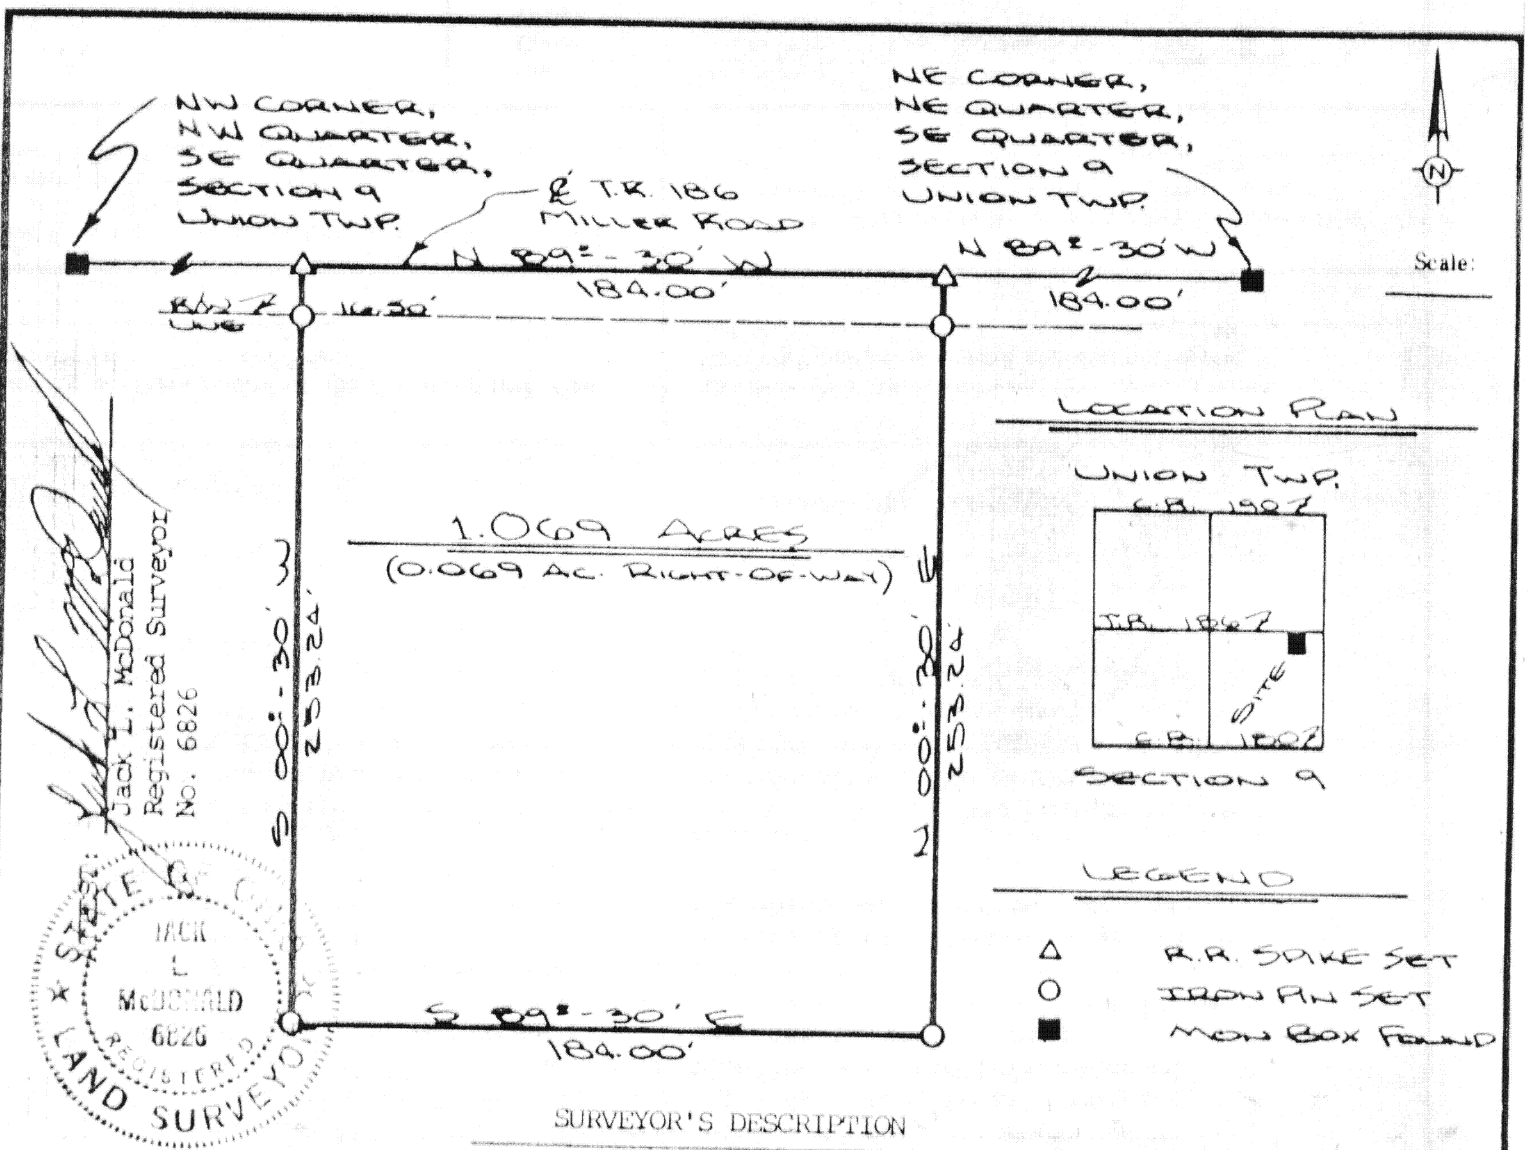 NW CORNER,
NW QUARTER,
SE QUARTER,
SECTION 9
UNION TWP.
℄ T.R. 186
MILLER ROAD
NE CORNER,
NE QUARTER,
SE QUARTER,
SECTION 9
UNION TWP.
N
Scale:
N 89°-30' W
184.00'
N 89°-30' W
184.00'
R/W
LINE
16.50'
1.069 ACRES
(0.069 AC. RIGHT-OF-WAY)
S 00°-30' W
253.24'
N 00°-30' E
253.24'
S 89°-30' E
184.00'
LOCATION PLAN
UNION TWP.
C.R. 190
T.R. 186
SITE
C.R. 180
SECTION 9
LEGEND
R.R. SPIKE SET
IRON PIN SET
MON BOX FOUND
Jack L. McDonald
Registered Surveyor
No. 6826
STATE OF OHIO
JACK
L
McDONALD
6826
REGISTERED
LAND SURVEYOR
SURVEYOR'S DESCRIPTION